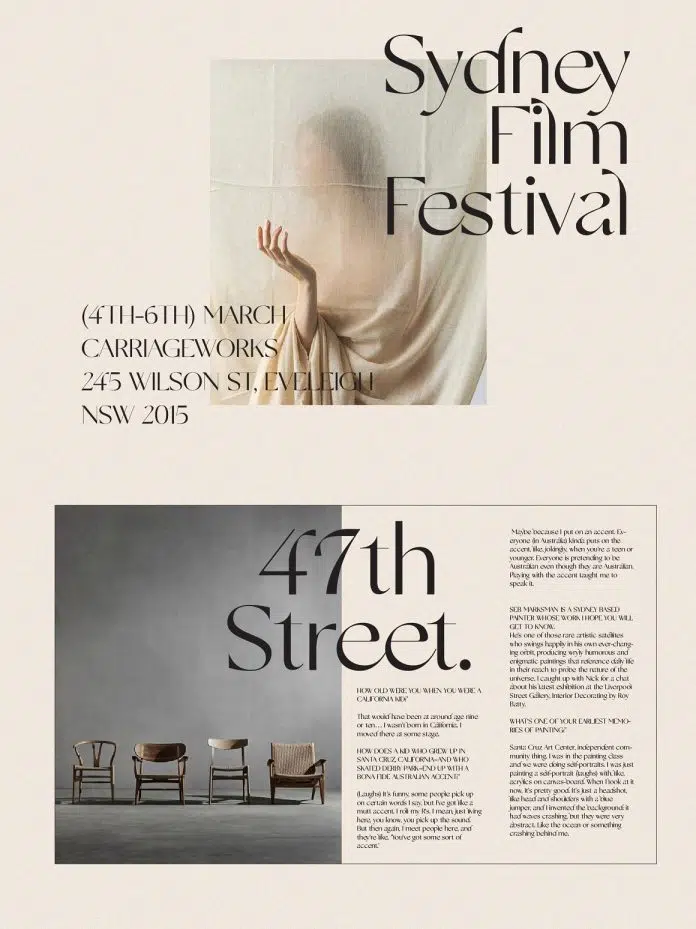 Sydney
Film
Festival
(4TH-6TH) MARCH
CARRIAGEWORKS
245 WILSON ST, EVELEIGH
NSW 2015
47th
Street.
HOW OLD WERE YOU WHEN YOU WERE A
CALIFORNIA KID?
That would have been at around age nine
or ten… I wasn't born in California. I
moved there at some stage.
HOW DOES A KID WHO GREW UP IN
SANTA CRUZ, CALIFORNIA–AND WHO
SKATED DERBY PARK–END UP WITH A
BONA FIDE AUSTRALIAN ACCENT?
(Laughs) It's funny, some people pick up
on certain words I say, but I've got like a
mutt accent. I roll my R's. I mean, just living
here, you know, you pick up the sound.
But then again, I meet people here, and
they're like, "You've got some sort of
accent."
Maybe because I put on an accent. Ev-
eryone (in Australia) kinda puts on the
accent, like, jokingly, when you're a teen or
younger. Everyone is pretending to be
Australian even though they are Australian.
Playing with the accent taught me to
speak it.
SEB MARKSMAN IS A SYDNEY BASED
PAINTER WHOSE WORK I HOPE YOU WILL
GET TO KNOW.
He's one of those rare artistic satellites
who swings happily in his own ever-chang-
ing orbit, producing wryly humorous and
enigmatic paintings that reference daily life
in their reach to probe the nature of the
universe. I caught up with Nick for a chat
about his latest exhibition at the Liverpool
Street Gallery, Interior Decorating by Roy
Batty.
WHAT'S ONE OF YOUR EARLIEST MEMO-
RIES OF PAINTING?
Santa Cruz Art Center, independent com-
munity thing. I was in the painting class
and we were doing self-portraits. I was just
painting a self-portrait (laughs) with, like,
acrylics on canvas-board. When I look at it
now, it's pretty good. It's just a headshot,
like head and shoulders with a blue
jumper, and I invented the background: it
had waves crashing, but they were very
abstract. Like the ocean or something
crashing behind me.